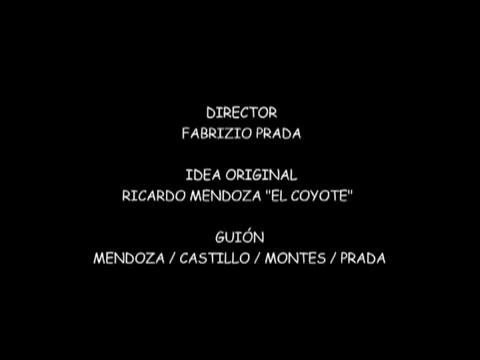 DIRECTOR
FABRIZIO PRADA
IDEA ORIGINAL
RICARDO MENDOZA "EL COYOTE"
GUIÓN
MENDOZA / CASTILLO / MONTES / PRADA